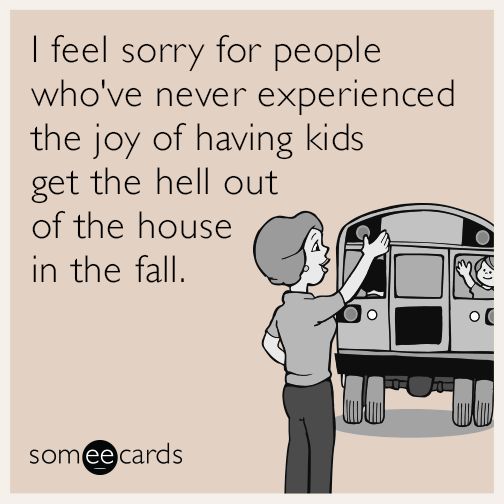 I feel sorry for people
who've never experienced
the joy of having kids
get the hell out
of the house
in the fall.
someecards